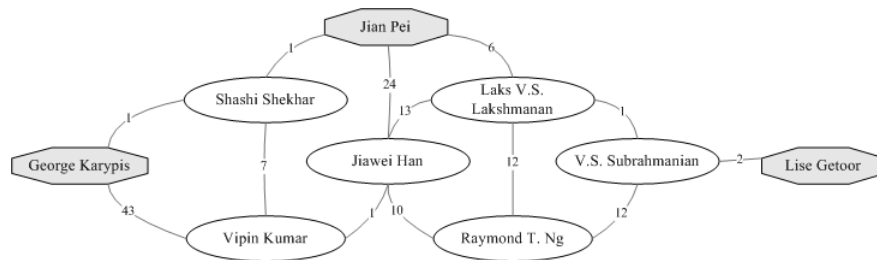 Jian Pei
1
6
24
Shashi Shekhar
Laks V.S.
Lakshmanan
13
1
1
George Karypis
7
Jiawei Han
12
V.S. Subrahmanian
2
Lise Getoor
43
1
10
12
Vipin Kumar
Raymond T. Ng